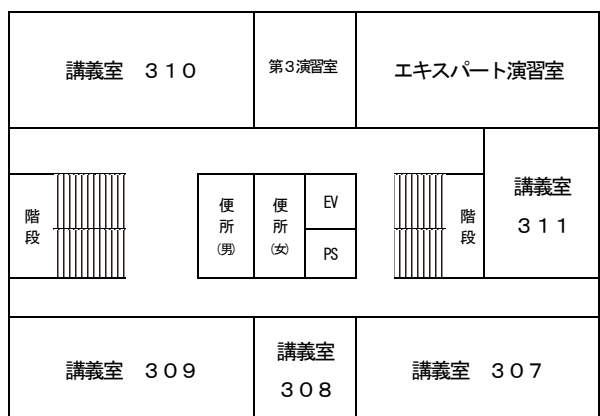 講義室　３１０
第３演習室
エキスパート演習室
講義室
３１１
階
段
便
所
(男)
便
所
(女)
EV
PS
階
段
講義室　３０９
講義室
３０８
講義室　３０７